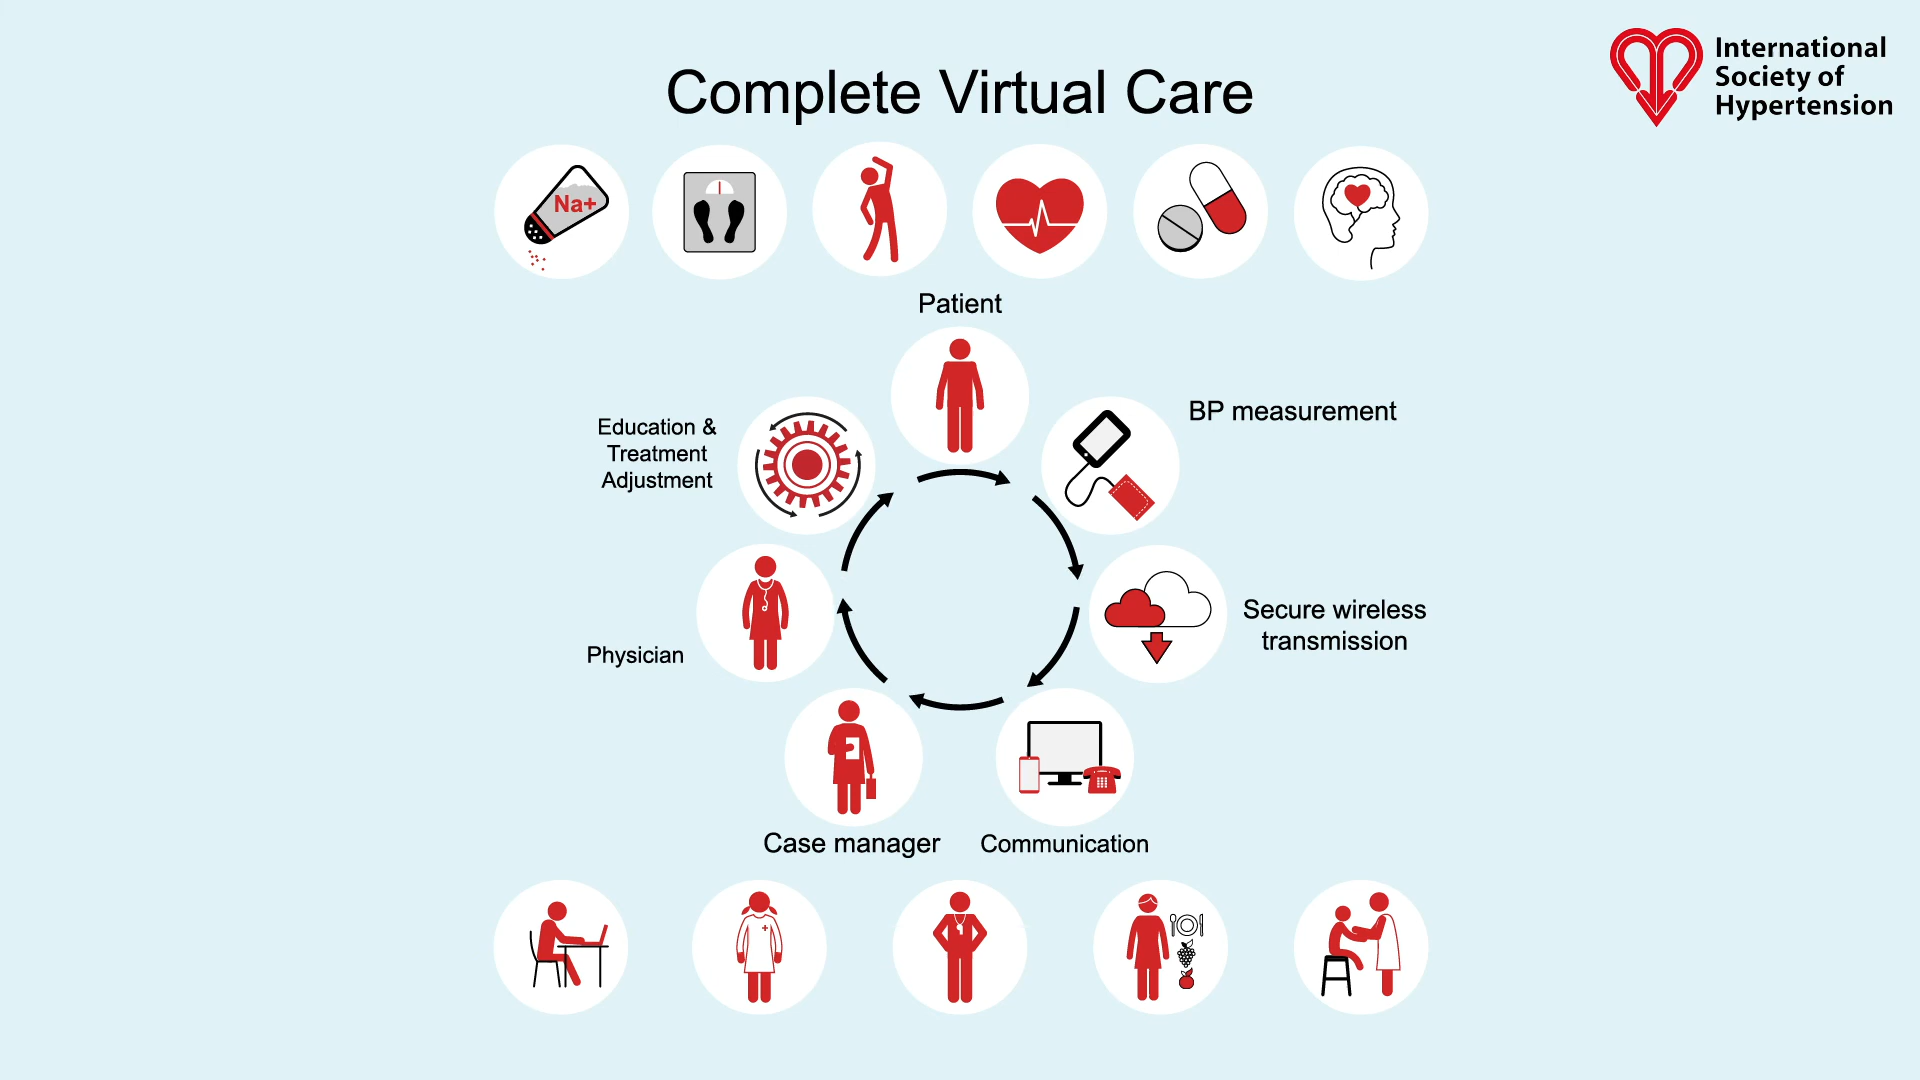 Complete Virtual Care
International
Society of
Hypertension
Na+
Patient
BP measurement
Education &
Treatment
Adjustment
Secure wireless
transmission
Physician
Case manager
Communication